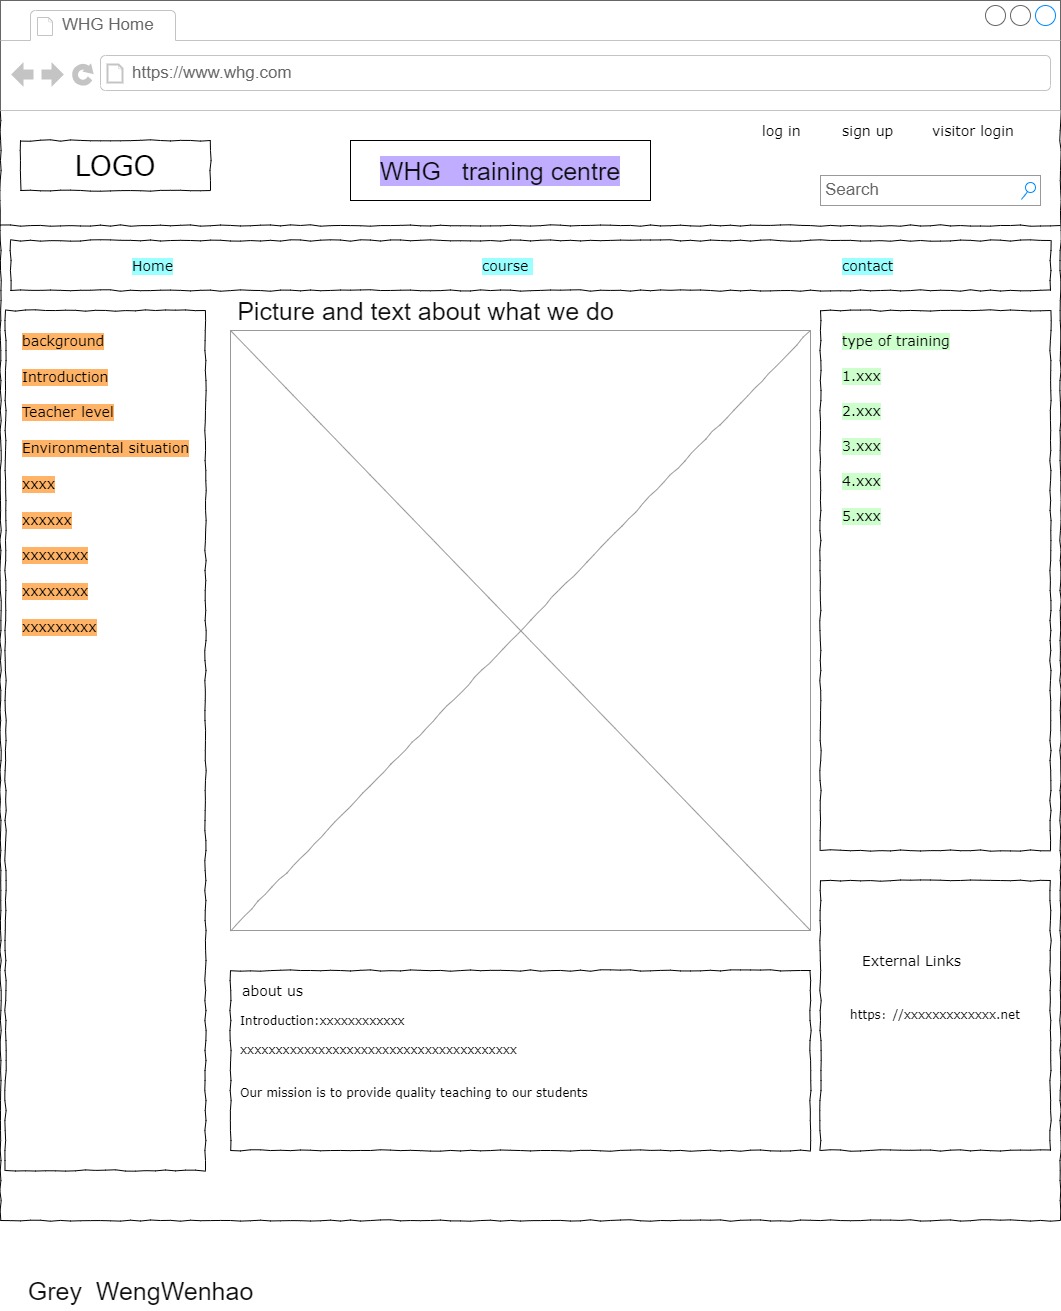 WHG Home
https://www.whg.com
log in sign up visitor login
LOGO
WHG training centre
Search
Home course contact
Picture and text about what we do
background
Introduction
Teacher level
Environmental situation
xxxx
xxxxxx
xxxxxxxx
xxxxxxxx
xxxxxxxxx
type of training
1.xxx
2.xxx
3.xxx
4.xxx
5.xxx
External Links
https: //xxxxxxxxxxxxx.net
about us
Introduction:xxxxxxxxxxxx
xxxxxxxxxxxxxxxxxxxxxxxxxxxxxxxxxxxxxxx
Our mission is to provide quality teaching to our students
Grey WengWenhao